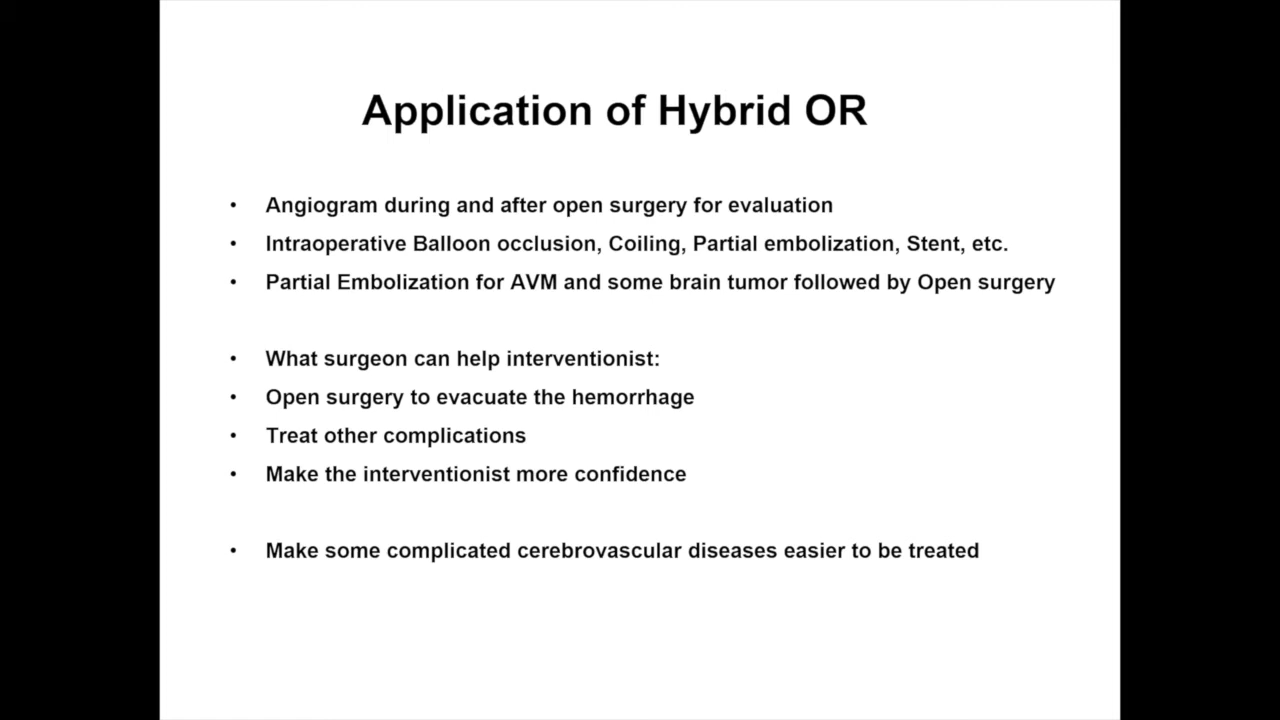 Application of Hybrid OR
• Angiogram during and after open surgery for evaluation
• Intraoperative Balloon occlusion, Coiling, Partial embolization, Stent, etc.
• Partial Embolization for AVM and some brain tumor followed by Open surgery
• What surgeon can help interventionist:
• Open surgery to evacuate the hemorrhage
• Treat other complications
• Make the interventionist more confidence
• Make some complicated cerebrovascular diseases easier to be treated